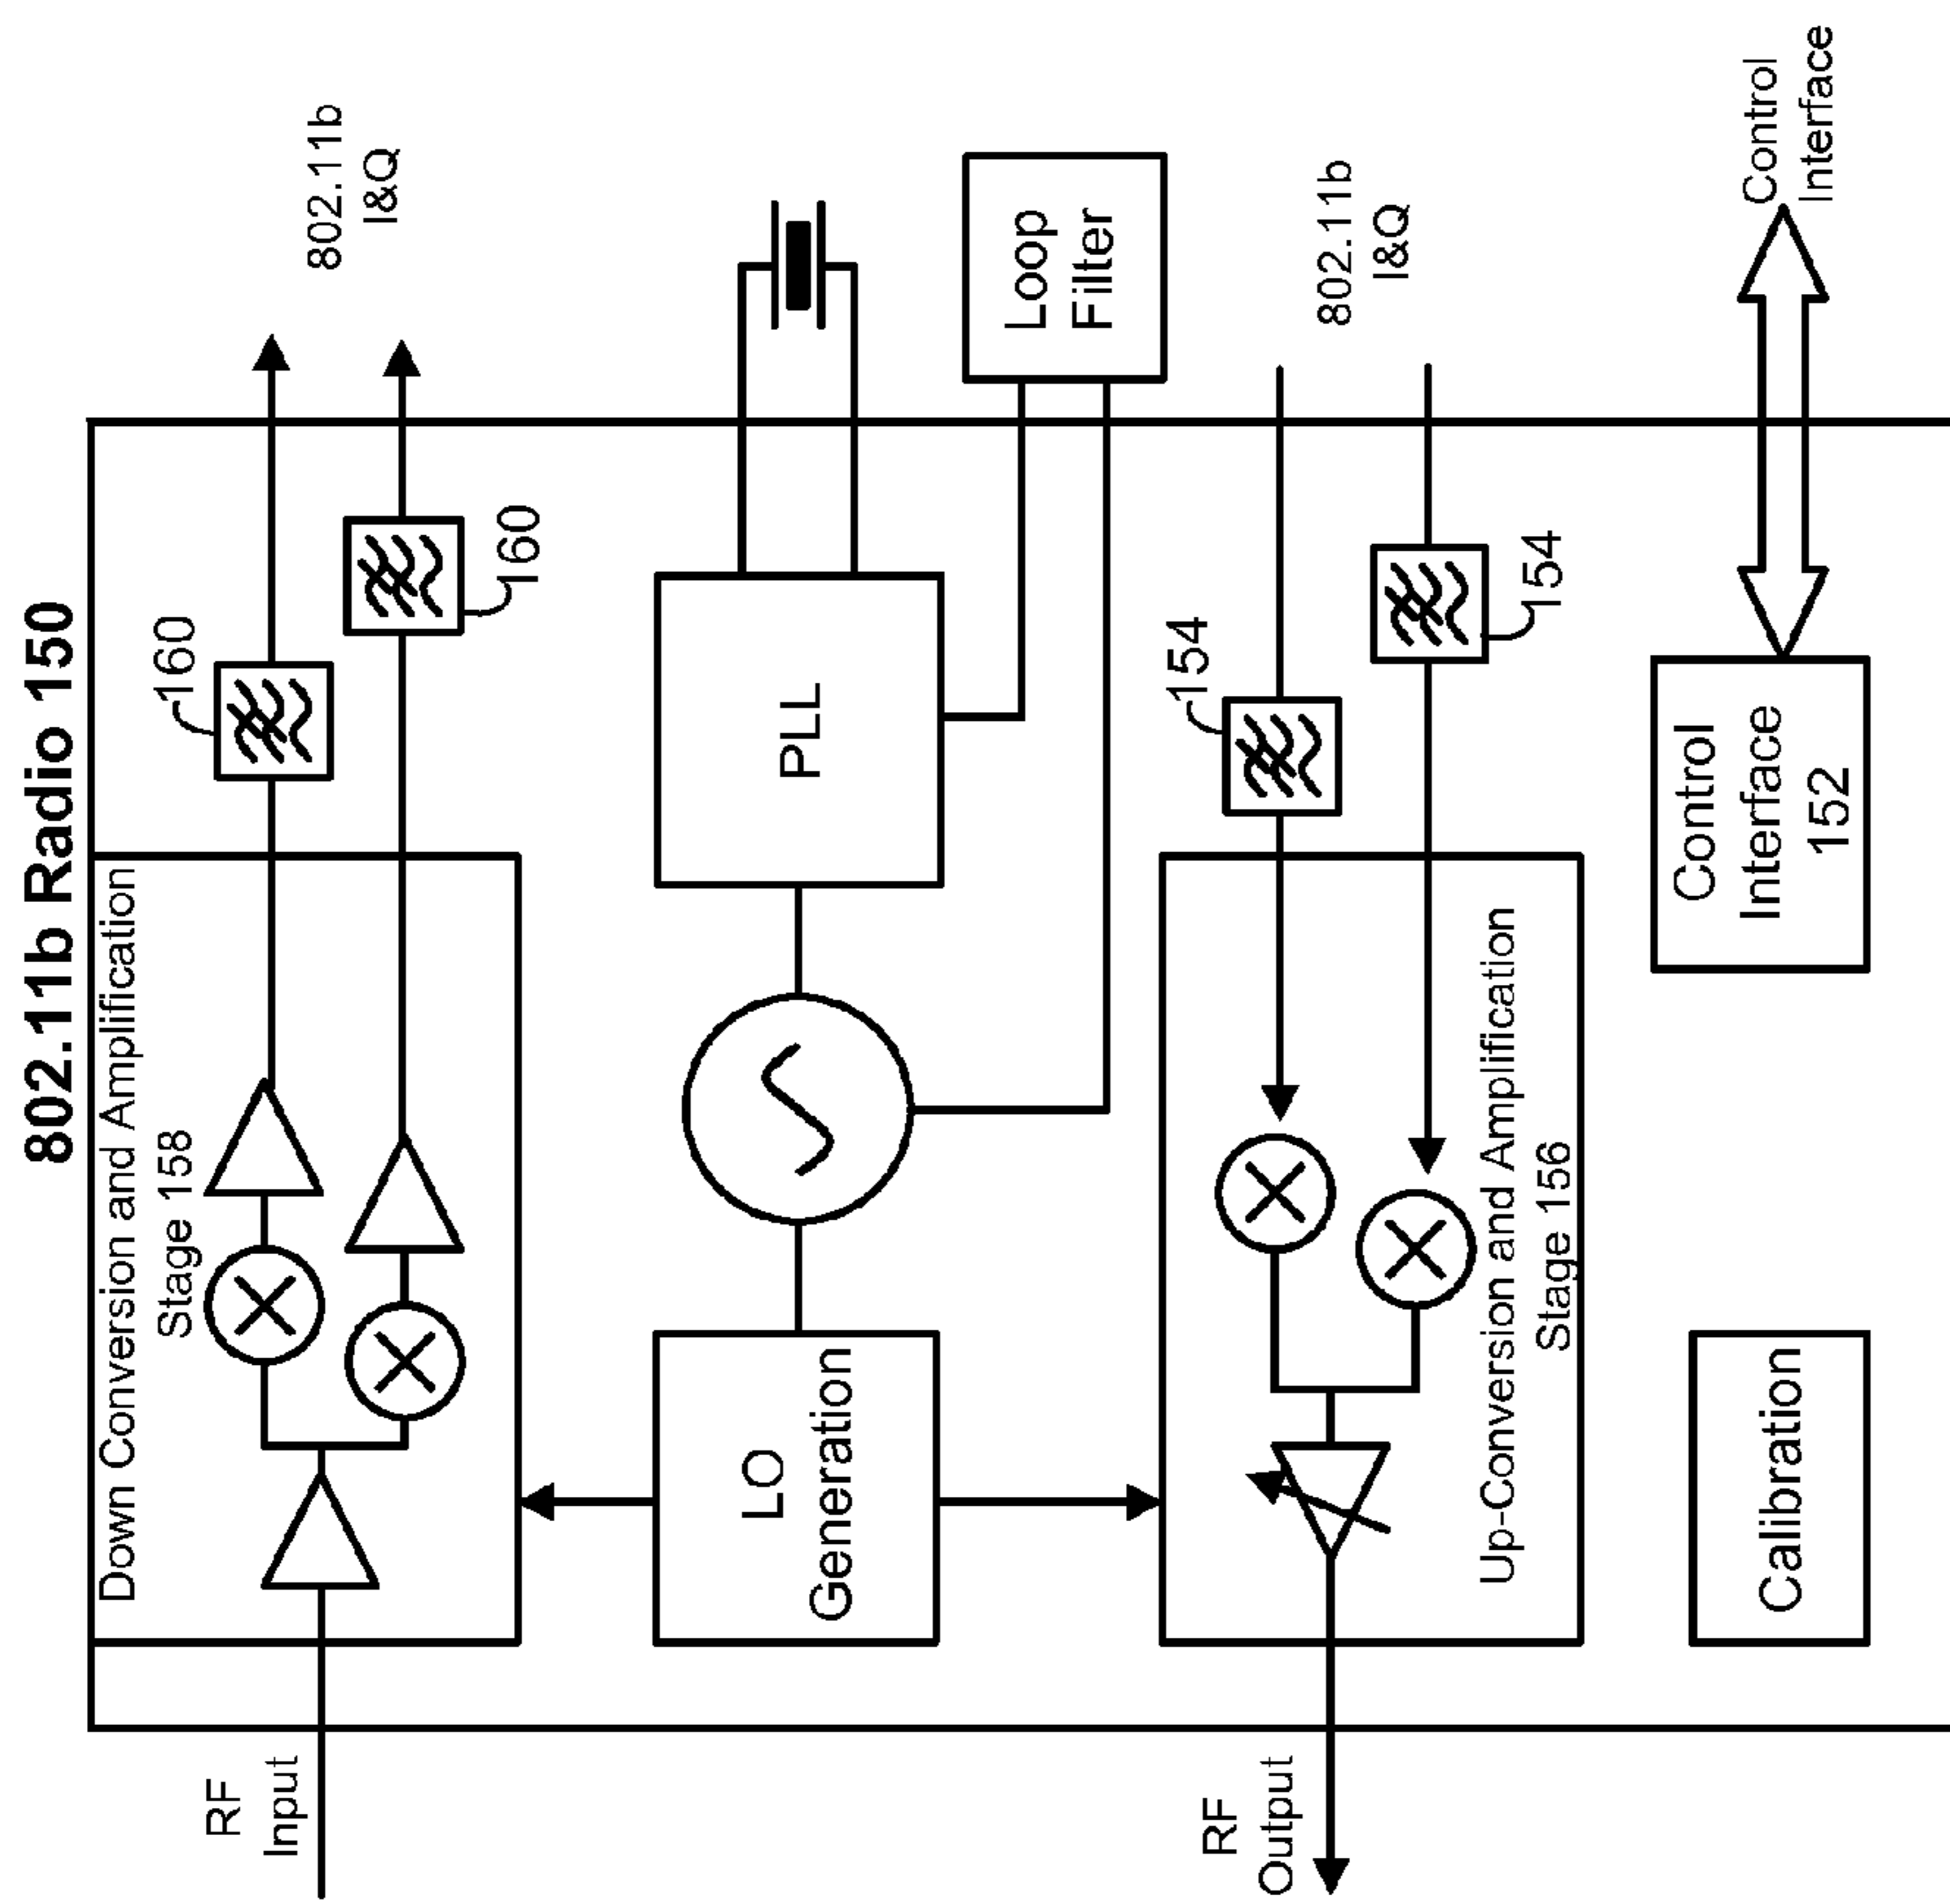 802.11b Radio 150
Down Conversion and Amplification
Stage 158
RF
Input
160
160
802.11b
I&Q
LO
Generation
PLL
Loop
Filter
RF
Output
Up-Conversion and Amplification
Stage 156
154
154
802.11b
I&Q
Calibration
Control
Interface
152
Control
Interface